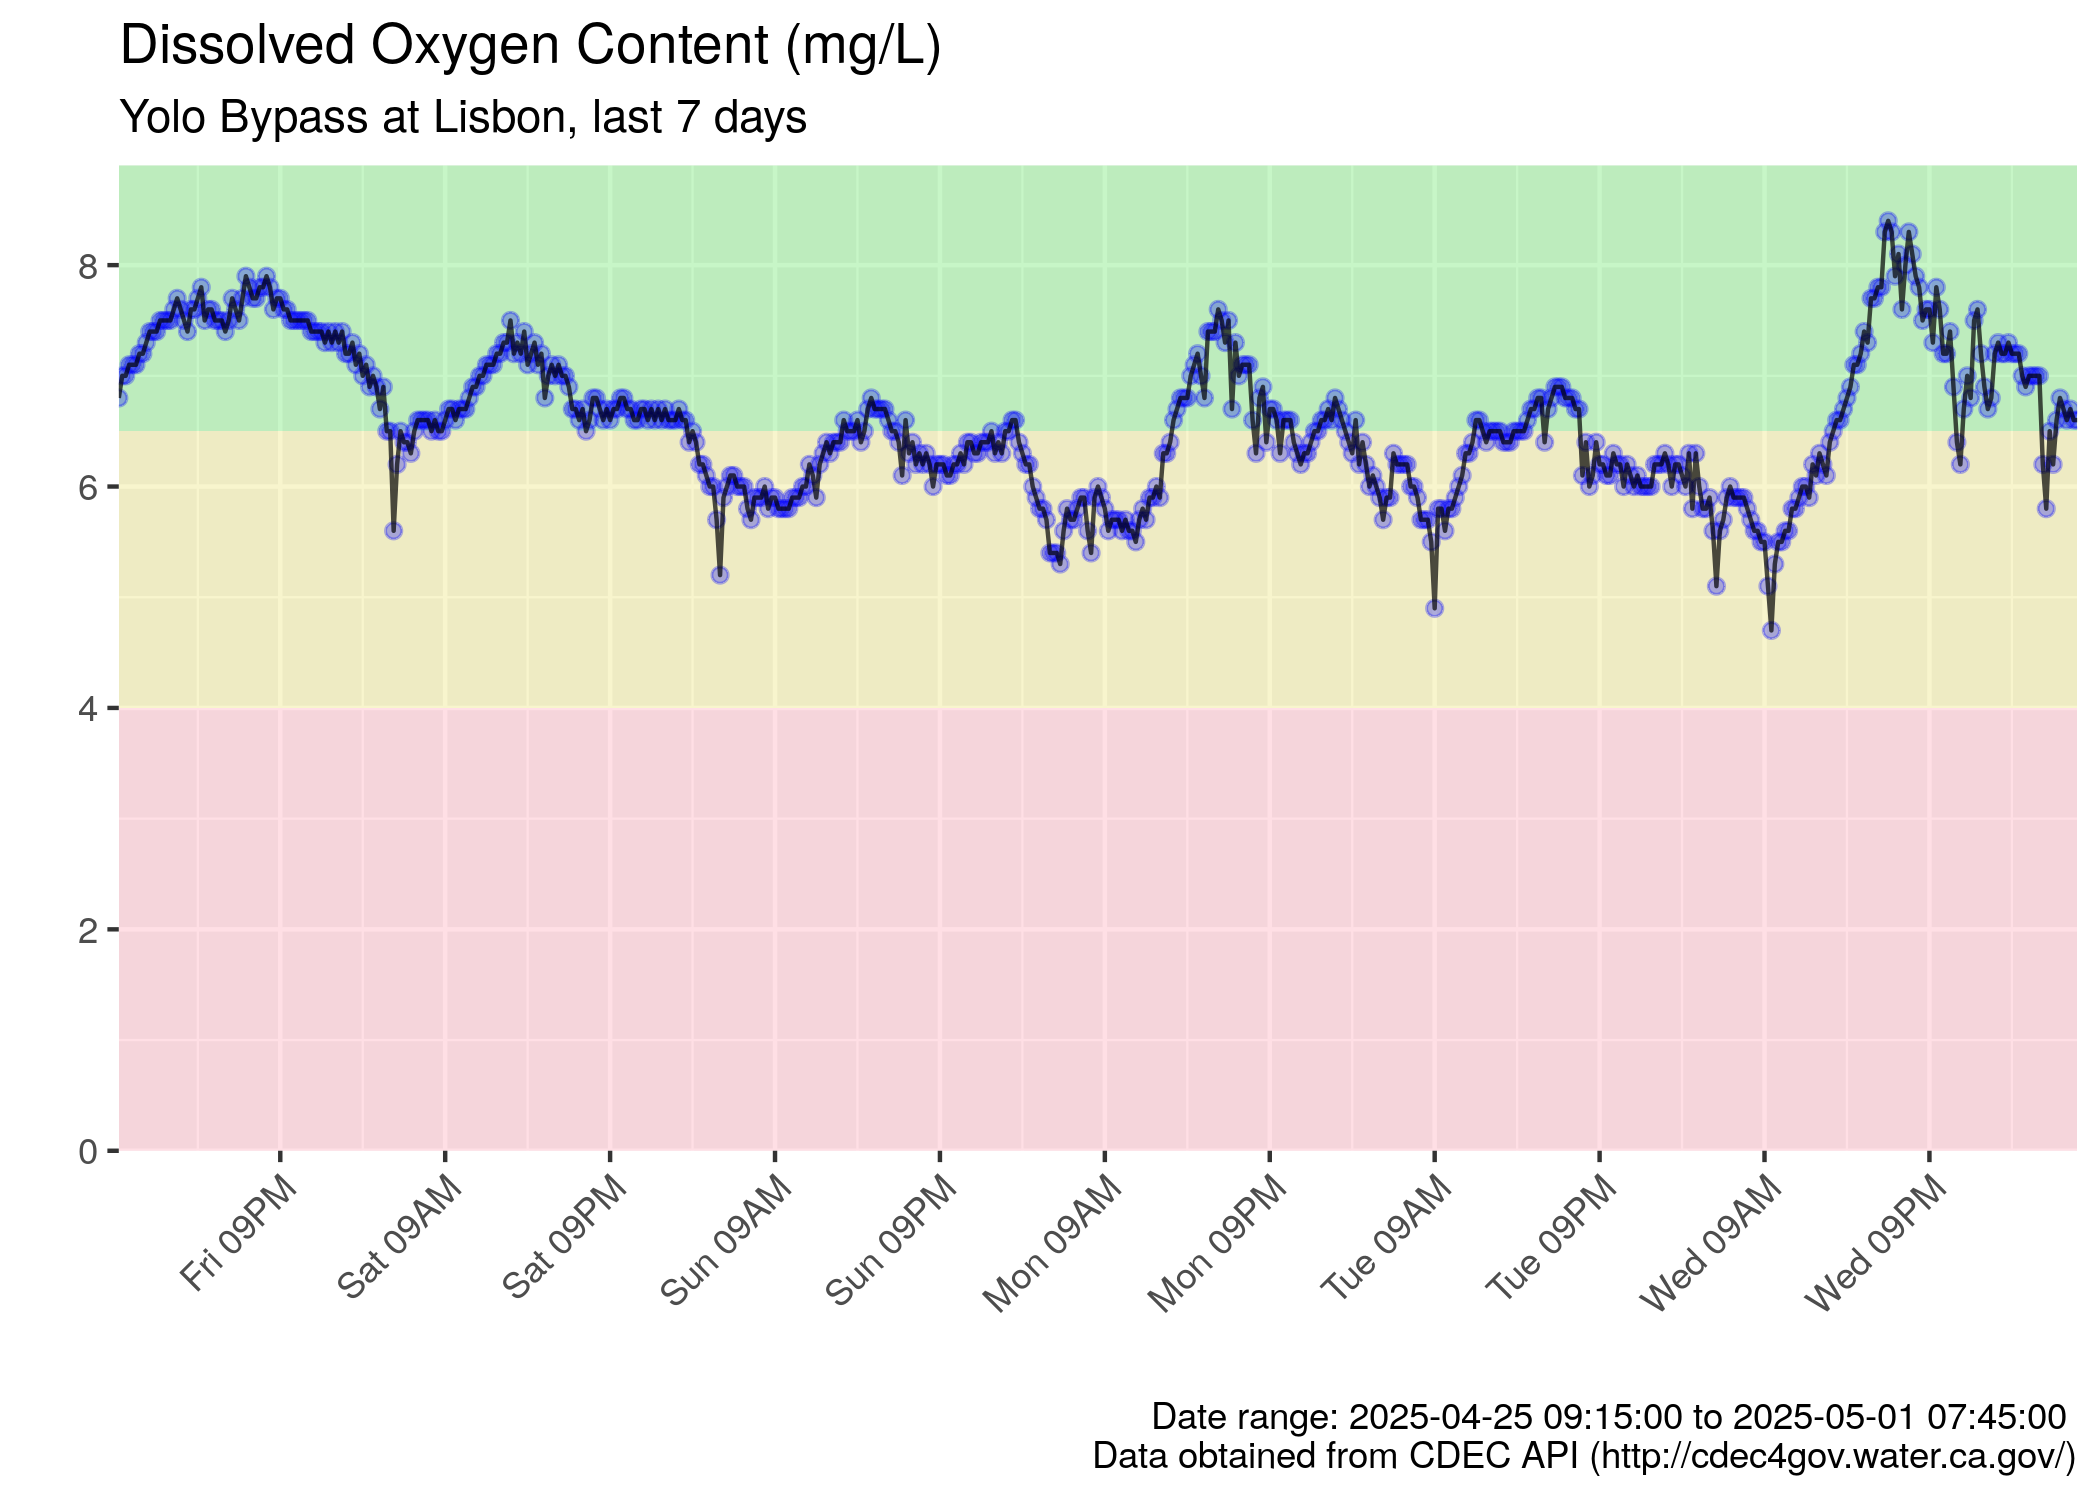 Dissolved Oxygen Content (mg/L)
Yolo Bypass at Lisbon, last 7 days
8
6
4
2
0
Fri 09PM
Sat 09AM
Sat 09PM
Sun 09AM
Sun 09PM
Mon 09AM
Mon 09PM
Tue 09AM
Tue 09PM
Wed 09AM
Wed 09PM
Date range: 2025-04-25 09:15:00 to 2025-05-01 07:45:00
Data obtained from CDEC API (http://cdec4gov.water.ca.gov/)